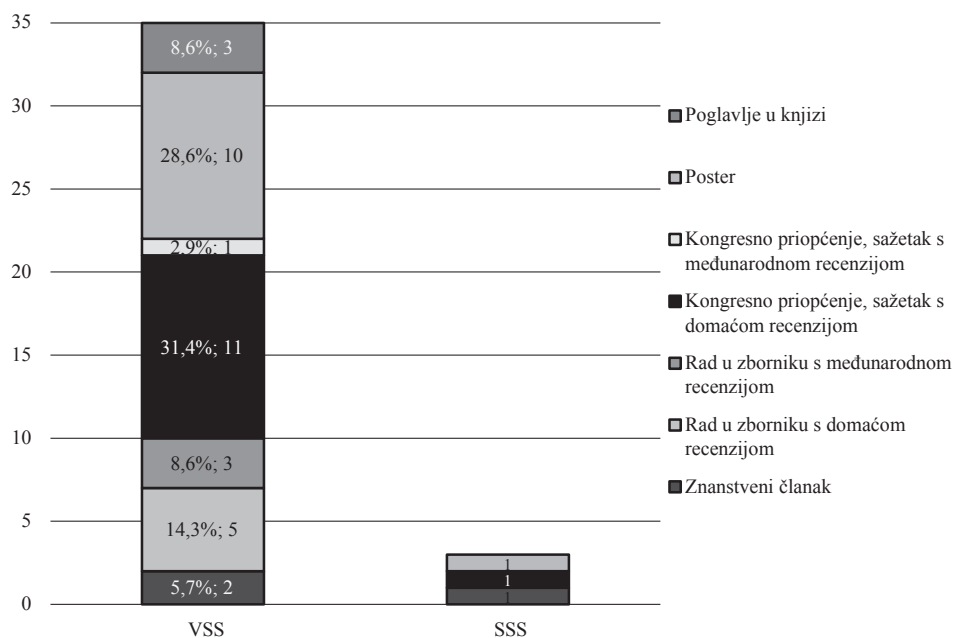 35
30
25
20
15
10
5
0
8,6%; 3
28,6%; 10
2,9%; 1
31,4%; 11
8,6%; 3
14,3%; 5
5,7%; 2
VSS
1
1
1
SSS
Poglavlje u knjizi
Poster
Kongresno priopćenje, sažetak s
međunarodnom recenzijom
Kongresno priopćenje, sažetak s
domaćom recenzijom
Rad u zborniku s međunarodnom
recenzijom
Rad u zborniku s domaćom
recenzijom
Znanstveni članak